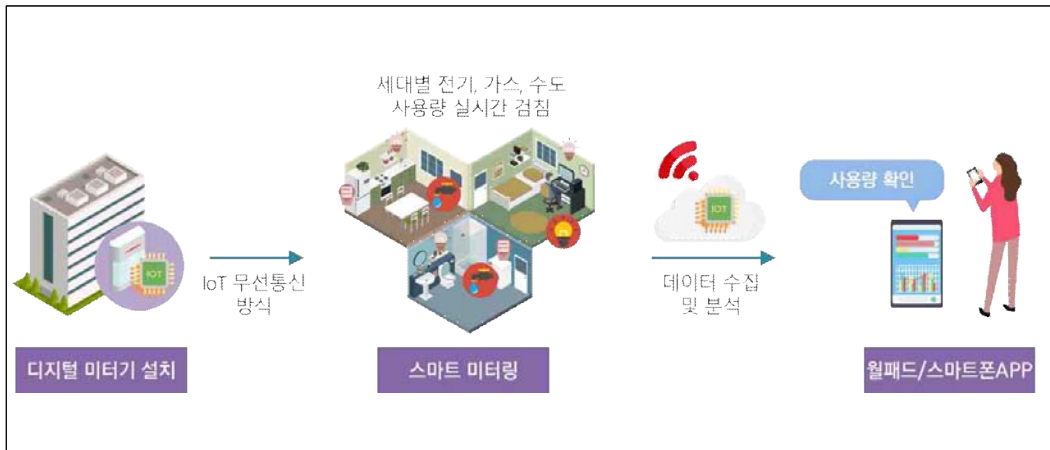 세대별 전기, 가스, 수도
사용량 실시간 검침
IOT
IoT 무선통신
방식
IOT
데이터 수집
및 분석
사용량 확인
디지털 미터기 설치
스마트 미터링
월패드/스마트폰APP